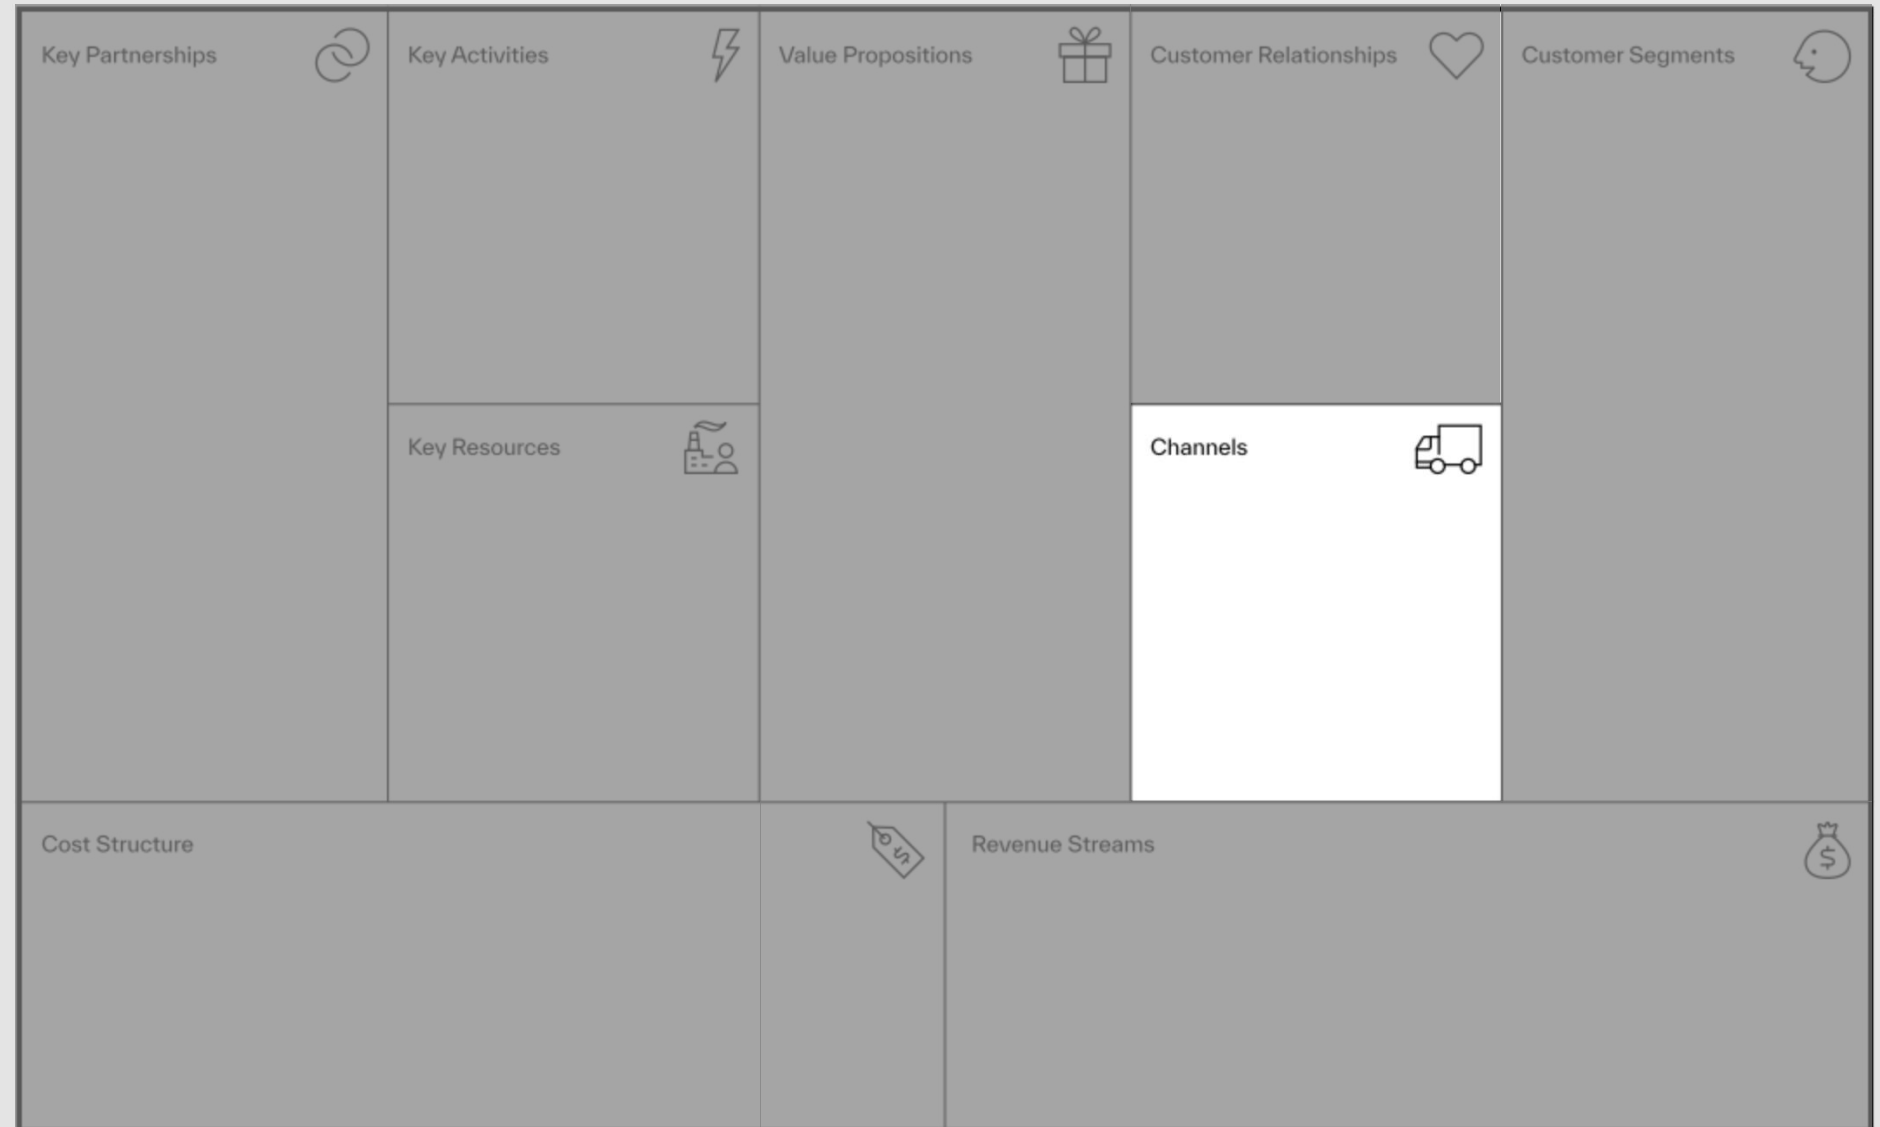 Key Partnerships
Key Activities
Value Propositions
Customer Relationships
Customer Segments
Key Resources
Channels
Cost Structure
$
Revenue Streams
$